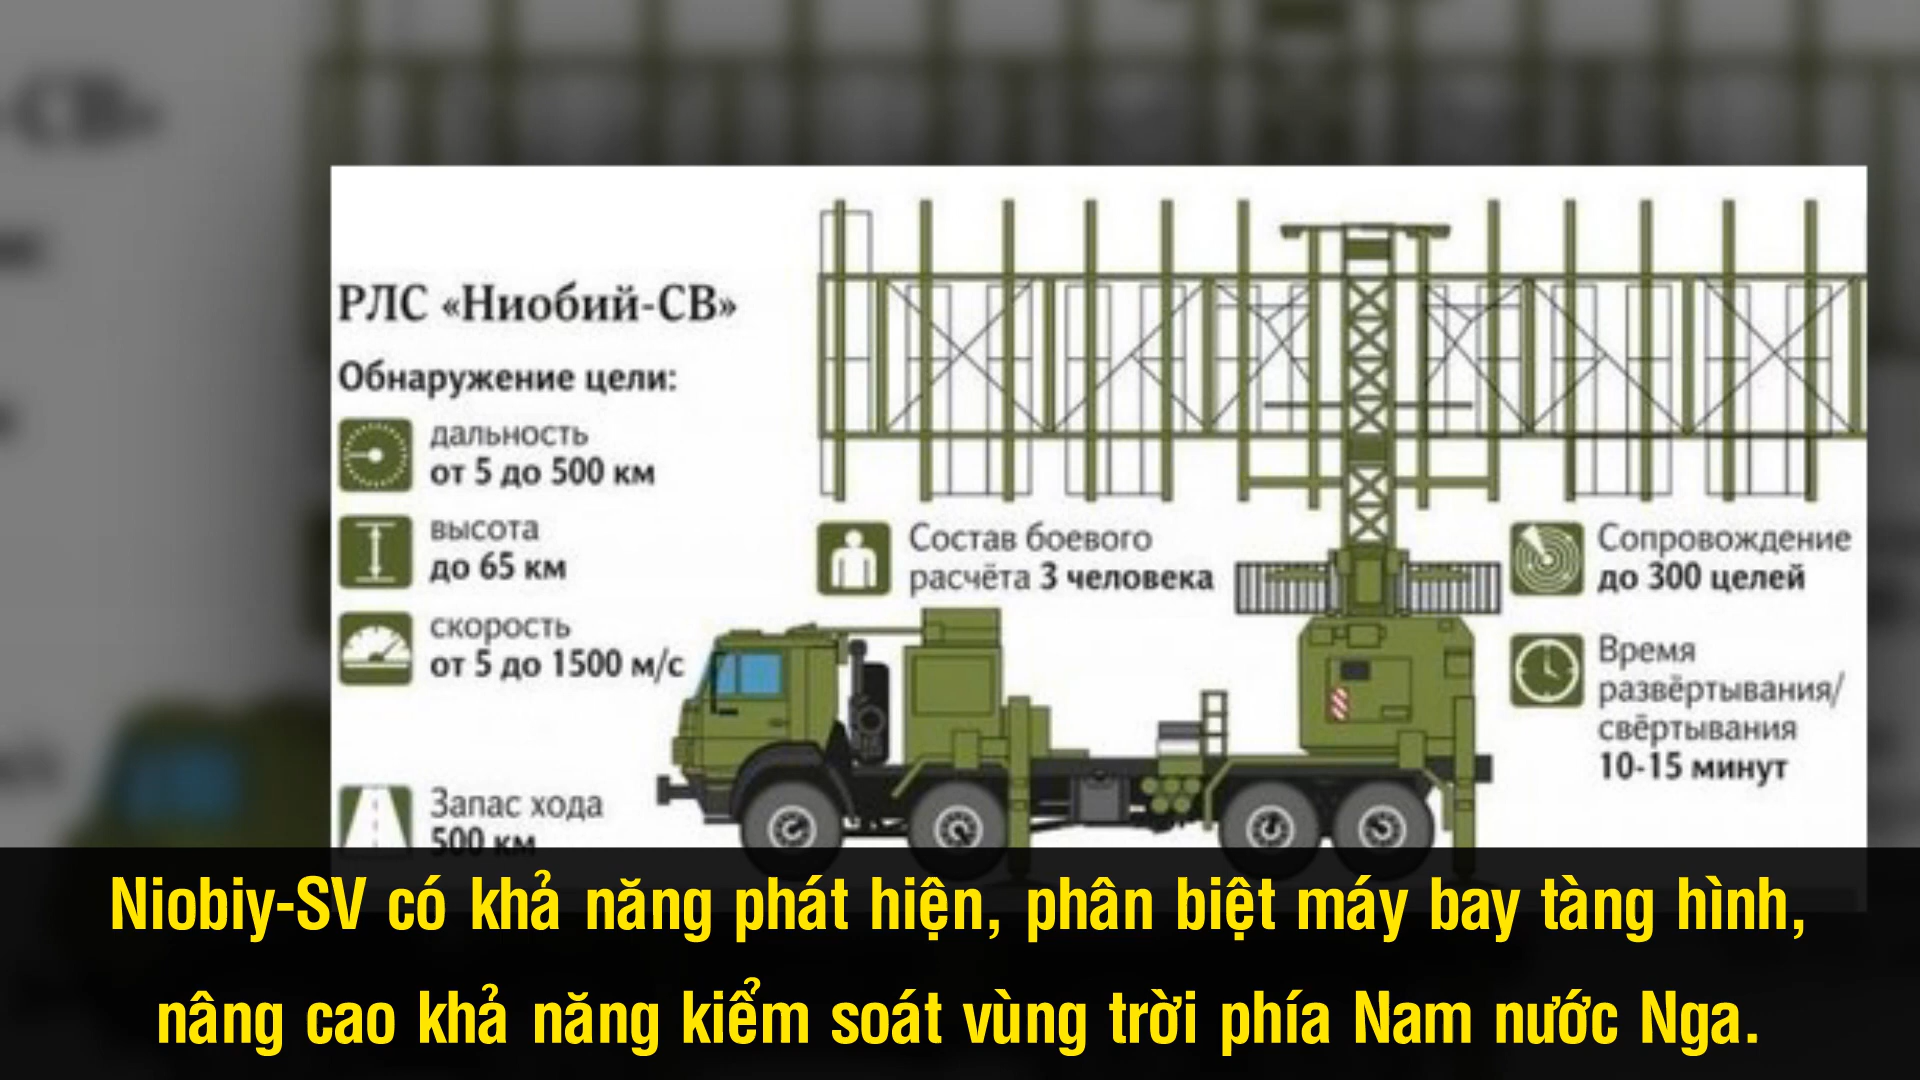 РЛС «Ниобий-СВ»
Обнаружение цели:
дальность
от 5 до 500 км
высота
до 65 км
скорость
от 5 до 1500 м/с
Запас хода
500 км
Состав боевого
расчёта 3 человека
Сопровождение
до 300 целей
Время
развёртывания/
свёртывания
10-15 минут
Niobiy-SV có khả năng phát hiện, phân biệt máy bay tàng hình,
nâng cao khả năng kiểm soát vùng trời phía Nam nước Nga.